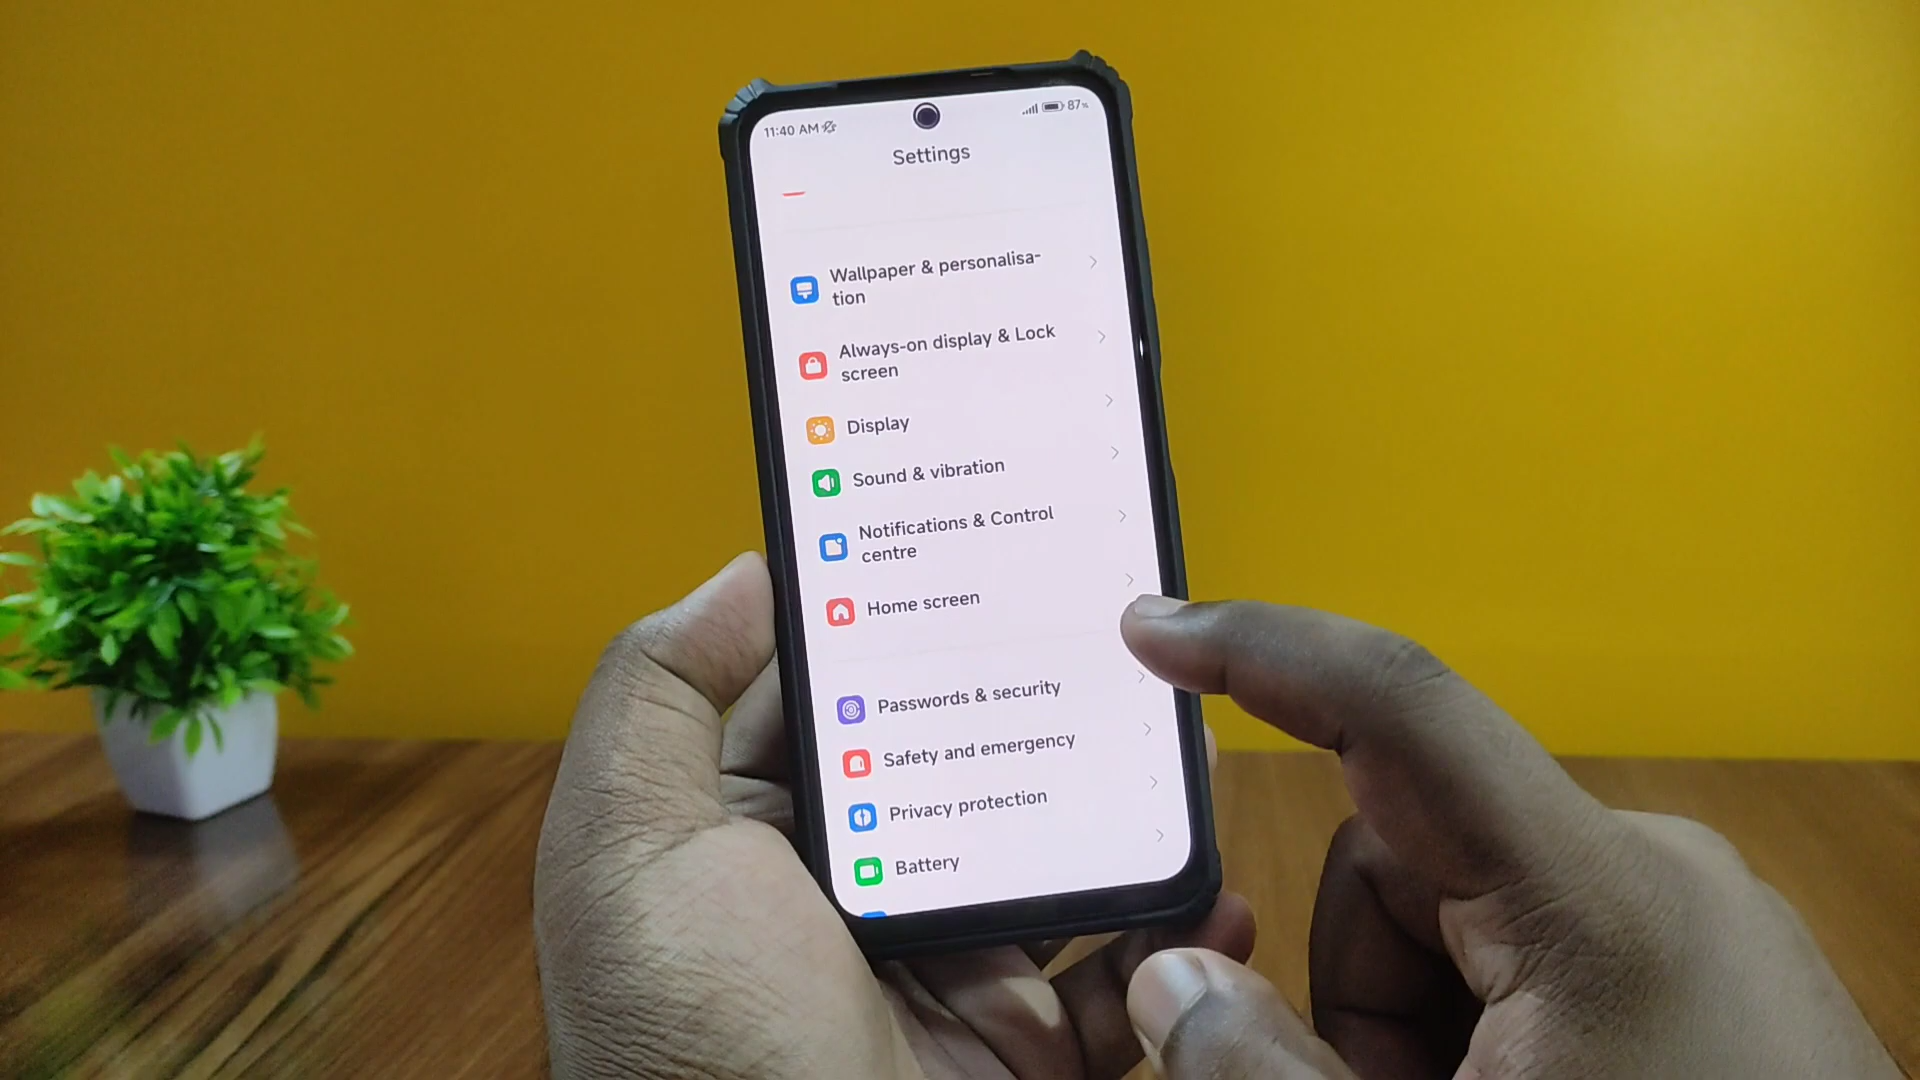 11:40 AM
87%
Settings
Wallpaper & personalisa-
tion
Always-on display & Lock
screen
Display
Sound & vibration
Notifications & Control
centre
Home screen
Passwords & security
Safety and emergency
Privacy protection
Battery